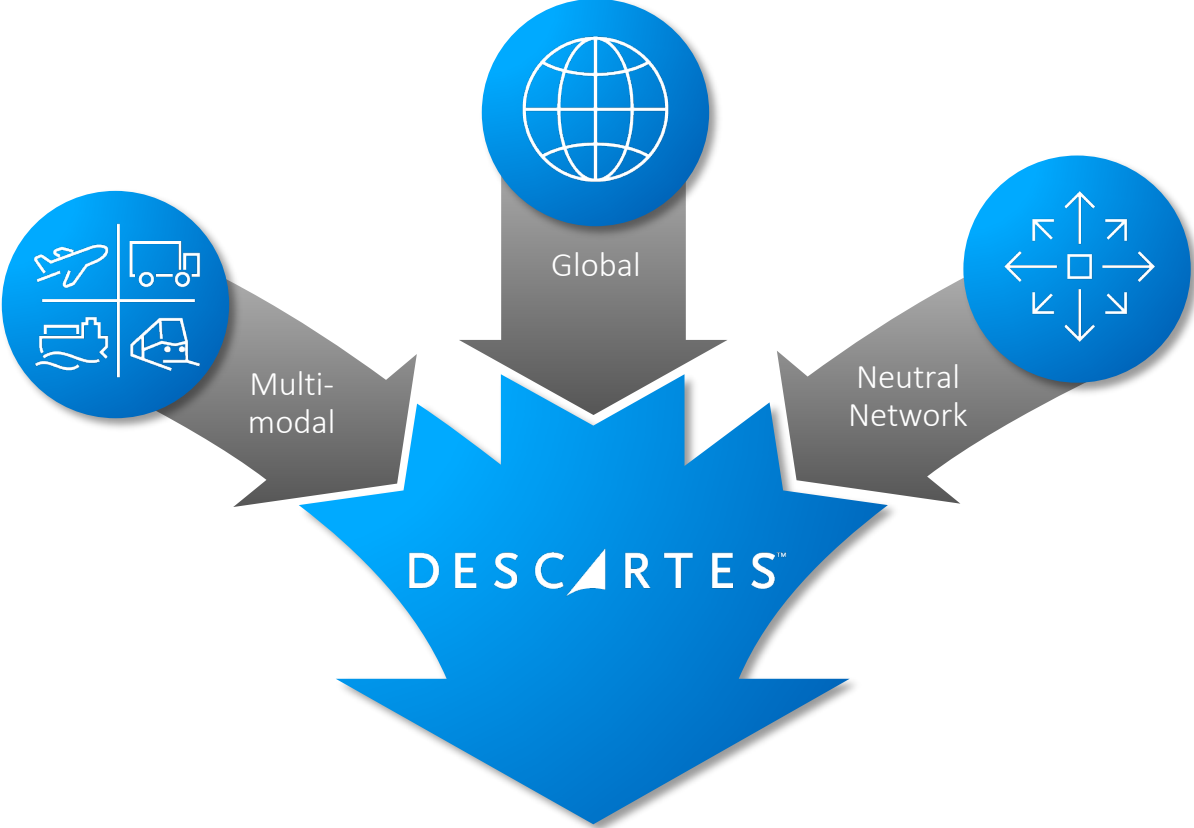 Global
Multi-
modal
Neutral
Network
DESCARTES™